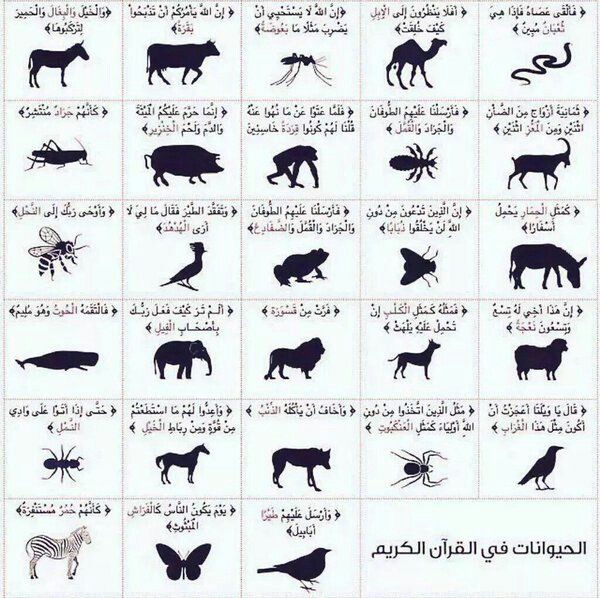 ﴿ فَأَلْقَى عَصَاهُ فَإِذَا هِيَ
ثُعْبَانٌ مُبِينٌ ﴾
﴿ أَفَلَا يَنْظُرُونَ إِلَى الْإِبِلِ
كَيْفَ خُلِقَتْ ﴾
﴿إِنَّ اللَّهَ لَا يَسْتَحْيِي أَنْ
يَضْرِبَ مَثَلًا مَا بَعُوضَةً﴾
﴿إِنَّ اللَّهَ يَأْمُرُكُمْ أَنْ تَذْبَحُوا
بَقَرَةً﴾
﴿وَالْخَيْلَ وَالْبِغَالَ وَالْحَمِيرَ
لِتَرْكَبُوهَا﴾
﴿ ثَمَانِيَةَ أَزْوَاجٍ مِنَ الضَّأْنِ
اثْنَيْنِ وَمِنَ الْمَعْزِ اثْنَيْنِ ﴾
﴿ فَأَرْسَلْنَا عَلَيْهِمُ الطُّوفَانَ
وَالْجَرَادَ وَالْقُمَّلَ ﴾
﴿ فَلَمَّا عَتَوْا عَنْ مَا نُهُوا عَنْهُ
قُلْنَا لَهُمْ كُونُوا قِرَدَةً خَاسِئِينَ
﴿ إِنَّمَا حَرَّمَ عَلَيْكُمُ الْمَيْتَةَ
وَالدَّمَ وَلَحْمَ الْخِنْزِيرِ﴾
﴿ كَأَنَّهُمْ جَرَادٌ مُنْتَشِرٌ﴾
﴿ كَمَثَلِ الْحِمَارِ يَحْمِلُ
أَسْفَارًا﴾
﴿ إِنَّ الَّذِينَ تَدْعُونَ مِنْ دُونِ
اللَّهِ لَنْ يَخْلُقُوا ذُبَابًا﴾
﴿ فَأَرْسَلْنَا عَلَيْهِمُ الطُّوفَانَ
وَالْجَرَادَ وَالْقُمَّلَ وَالضَّفَادِعَ﴾
﴿ وَتَفَقَّدَ الطَّيْرَ فَقَالَ مَا لِيَ لَا
أَرَى الْهُدْهُدَ﴾
﴿ وَأَوْحَى رَبُّكَ إِلَى النَّحْلِ﴾
﴿ إِنَّ هَذَا أَخِي لَهُ تِسْعٌ
وَتِسْعُونَ نَعْجَةً﴾
﴿ فَمَثَلُهُ كَمَثَلِ الْكَلْبِ إِنْ
تَحْمِلْ عَلَيْهِ يَلْهَثْ﴾
﴿ فَرَّتْ مِنْ قَسْوَرَةٍ ﴾
﴿ أَلَمْ تَرَ كَيْفَ فَعَلَ رَبُّكَ
بِأَصْحَابِ الْفِيلِ﴾
﴿ فَالْتَقَمَهُ الْحُوتُ وَهُوَ مُلِيمٌ﴾
﴿ قَالَ يَا وَيْلَتَا أَعَجَزْتُ أَنْ
أَكُونَ مِثْلَ هَذَا الْغُرَابِ ﴾
﴿ مَثَلُ الَّذِينَ اتَّخَذُوا مِنْ دُونِ
اللَّهِ أَوْلِيَاءَ كَمَثَلِ الْعَنْكَبُوتِ﴾
﴿ وَأَخَافُ أَنْ يَأْكُلَهُ الذِّئْبُ ﴾
﴿ وَأَعِدُّوا لَهُمْ مَا اسْتَطَعْتُمْ
مِنْ قُوَّةٍ وَمِنْ رِبَاطِ الْخَيْلِ﴾
﴿ حَتَّى إِذَا أَتَوْا عَلَى وَادِي
النَّمْلِ﴾
﴿ وَأَرْسَلَ عَلَيْهِمْ طَيْرًا
أَبَابِيلَ﴾
﴿ يَوْمَ يَكُونُ النَّاسُ كَالْفَرَاشِ
الْمَبْثُوثِ﴾
﴿ كَأَنَّهُمْ حُمُرٌ مُسْتَنْفِرَةٌ﴾
الحيوانات في القرآن الكريم